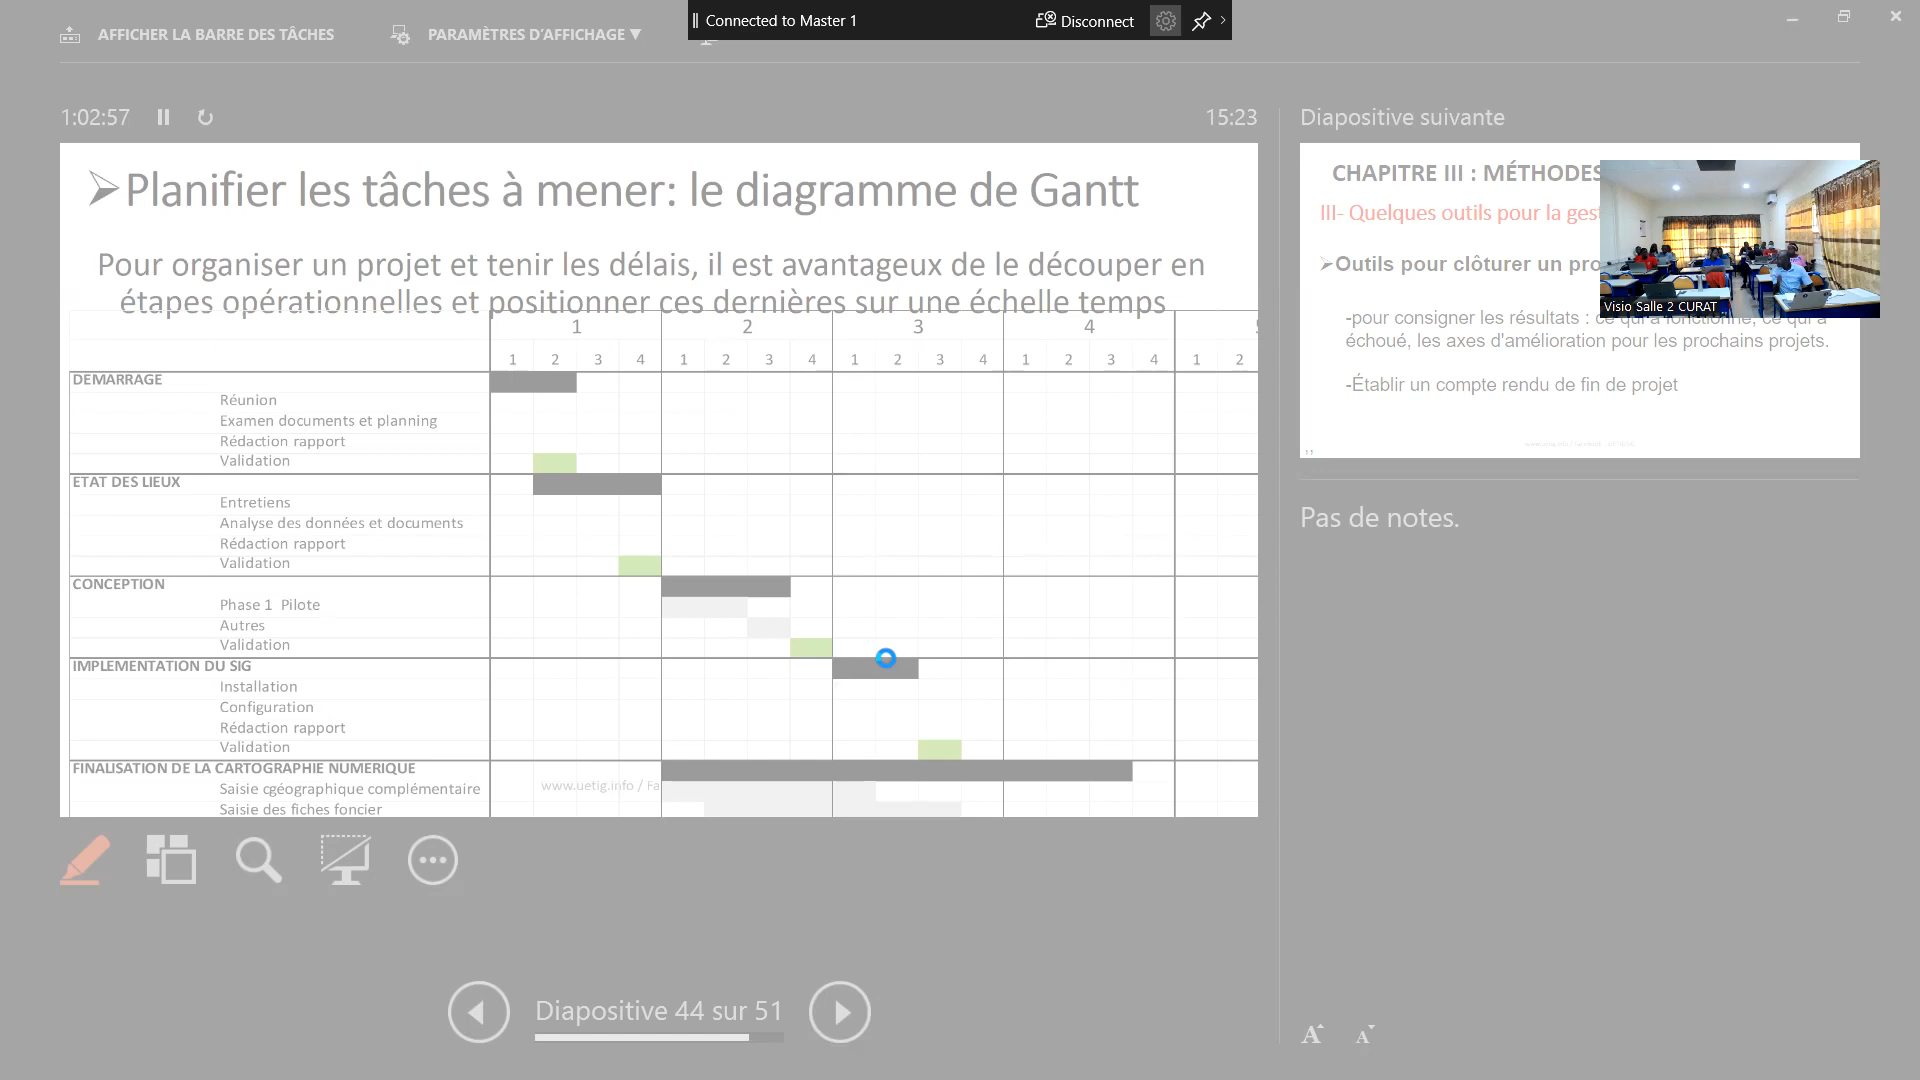 Connected to Master 1
Disconnect
AFFICHER LA BARRE DES TÂCHES
PARAMÈTRES D'AFFICHAGE ▼
1:02:57
15:23
Diapositive suivante
➢Planifier les tâches à mener: le diagramme de Gantt
Pour organiser un projet et tenir les délais, il est avantageux de le découper en
étapes opérationnelles et positionner ces dernières sur une échelle temps
1 2 3 4
1 2 3 4 1 2 3 4 1 2 3 4 1 2 3 4 1 2
DEMARRAGE
Réunion
Examen documents et planning
Rédaction rapport
Validation
ETAT DES LIEUX
Entretiens
Analyse des données et documents
Rédaction rapport
Validation
CONCEPTION
Phase 1 Pilote
Autres
Validation
IMPLEMENTATION DU SIG
Installation
Configuration
Rédaction rapport
Validation
FINALISATION DE LA CARTOGRAPHIE NUMERIQUE
Saisie cgéographique complémentaire
www.uetig.info / Fa
Saisie des fiches foncier
CHAPITRE III : MÉTHODES
III- Quelques outils pour la gest
➢Outils pour clôturer un pro
Visio Salle 2 CURAT
-pour consigner les résultats : ce qui a fonctionné, ce qui a
échoué, les axes d'amélioration pour les prochains projets.
-Établir un compte rendu de fin de projet
Pas de notes.
Diapositive 44 sur 51
A A